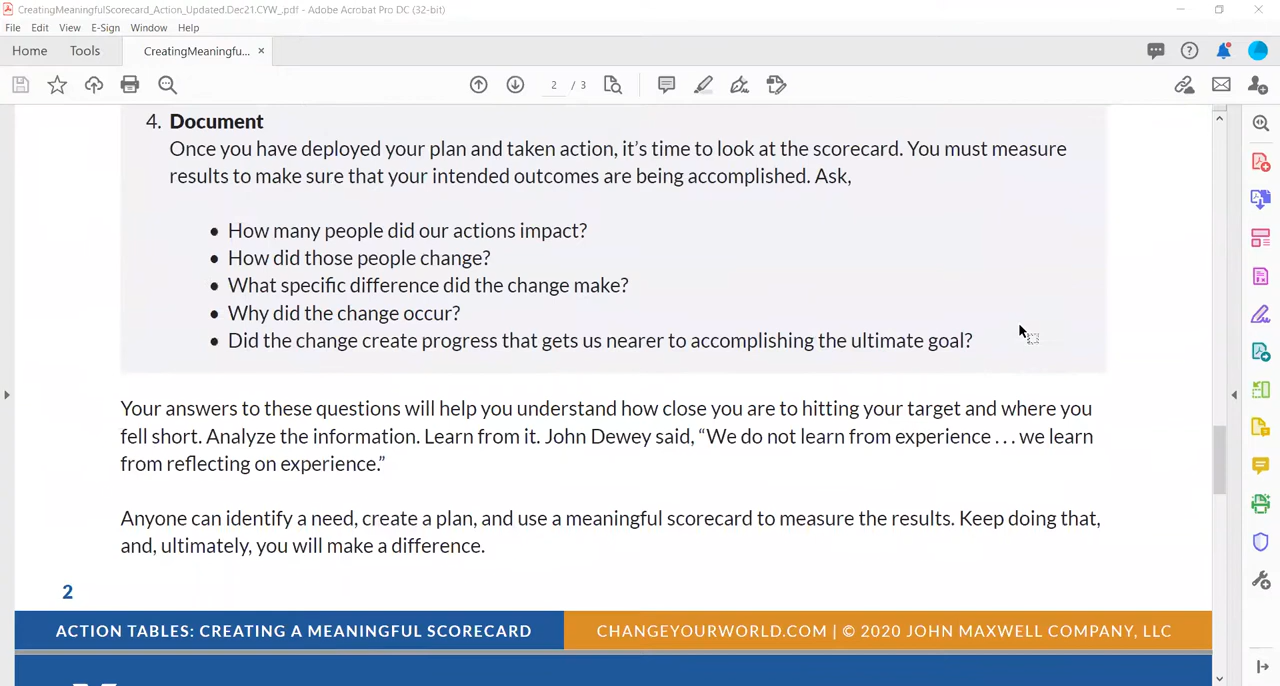 CreatingMeaningfulScorecard_Action_Updated.Dec21.CYW_.pdf - Adobe Acrobat Pro DC (32-bit)
File Edit View E-Sign Window Help
Home Tools CreatingMeaningfu... ×
2 / 3
4. Document
Once you have deployed your plan and taken action, it’s time to look at the scorecard. You must measure
results to make sure that your intended outcomes are being accomplished. Ask,
• How many people did our actions impact?
• How did those people change?
• What specific difference did the change make?
• Why did the change occur?
• Did the change create progress that gets us nearer to accomplishing the ultimate goal?
Your answers to these questions will help you understand how close you are to hitting your target and where you
fell short. Analyze the information. Learn from it. John Dewey said, “We do not learn from experience . . . we learn
from reflecting on experience.”
Anyone can identify a need, create a plan, and use a meaningful scorecard to measure the results. Keep doing that,
and, ultimately, you will make a difference.
2
ACTION TABLES: CREATING A MEANINGFUL SCORECARD CHANGEYOURWORLD.COM | © 2020 JOHN MAXWELL COMPANY, LLC